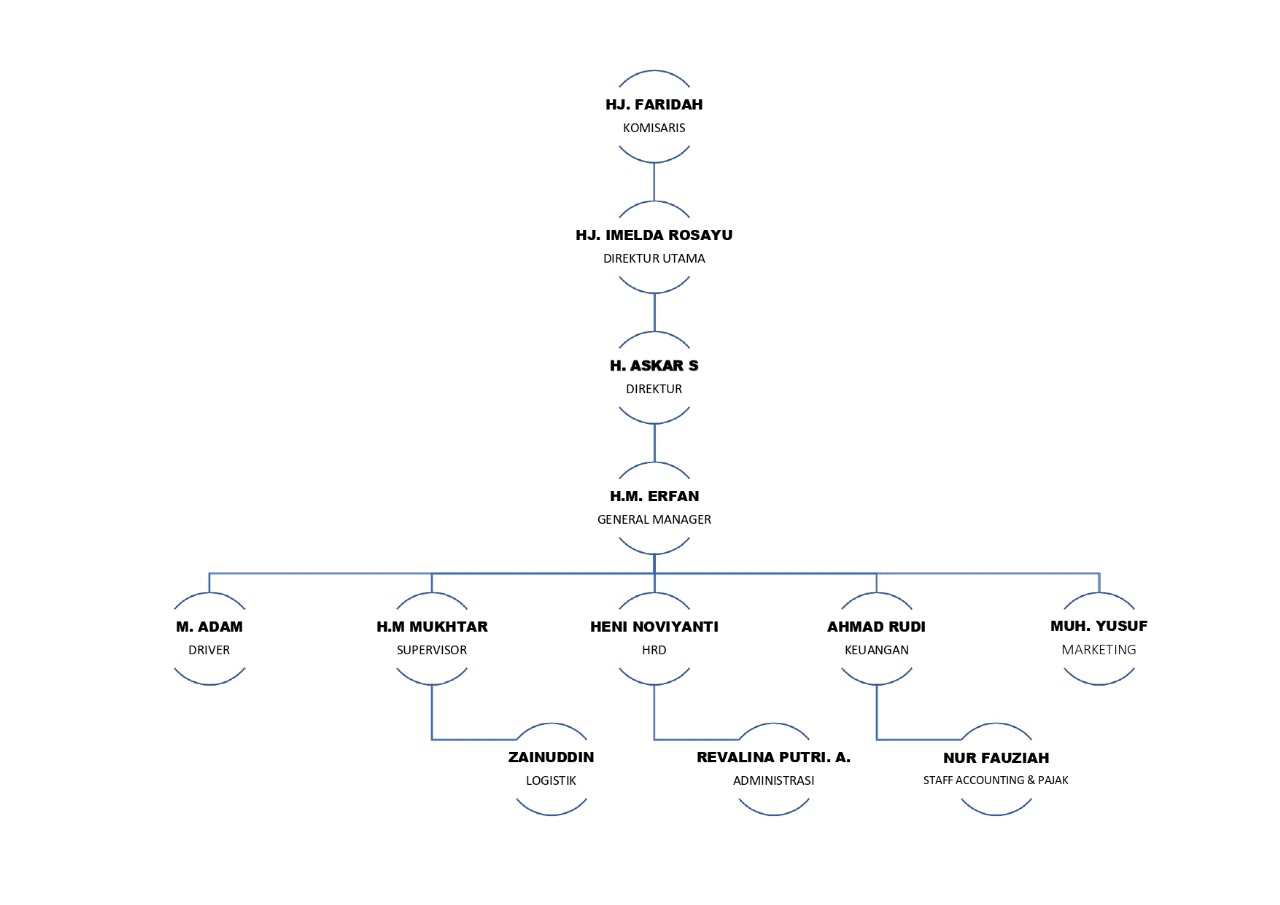 HJ. FARIDAH
KOMISARIS
HJ. IMELDA ROSAYU
DIREKTUR UTAMA
H. ASKAR S
DIREKTUR
H.M. ERFAN
GENERAL MANAGER
M. ADAM
DRIVER
H.M MUKHTAR
SUPERVISOR
HENI NOVIYANTI
HRD
AHMAD RUDI
KEUANGAN
MUH. YUSUF
MARKETING
ZAINUDDIN
LOGISTIK
REVALINA PUTRI. A.
ADMINISTRASI
NUR FAUZIAH
STAFF ACCOUNTING & PAJAK